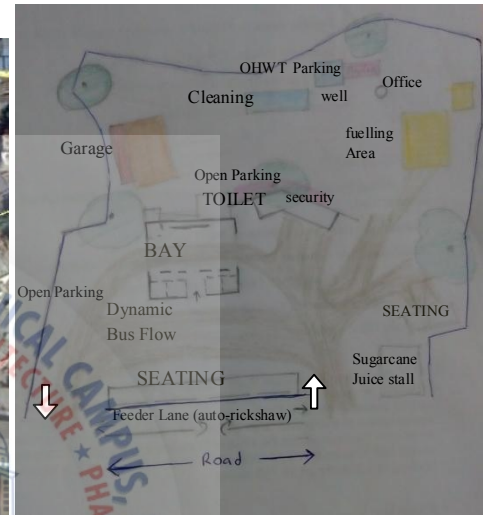 OHWT Parking
Office
Cleaning
well
fuelling
Area
Garage
Open Parking
TOILET
security
BAY
Open Parking
Dynamic
Bus Flow
SEATING
SEATING
Sugarcane
Juice stall
Feeder Lane (auto-rickshaw)
Road
ICAL CAMPUS,
TECTURE ★ PHA